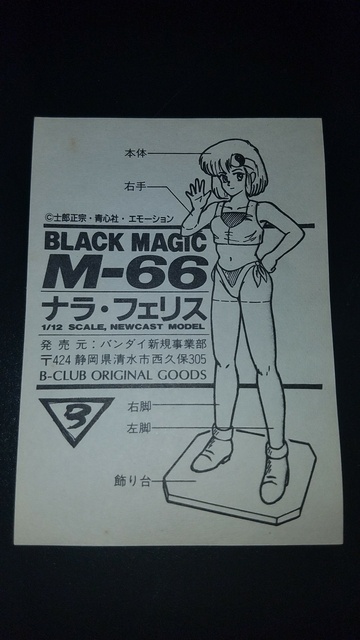 本体
右手
©士郎正宗・青心社・エモーション
BLACK MAGIC
M-66
ナラ・フェリス
1/12 SCALE, NEWCAST MODEL
発売元：バンダイ新規事業部
〒424 静岡県清水市西久保305
B-CLUB ORIGINAL GOODS
右脚
左脚
飾り台